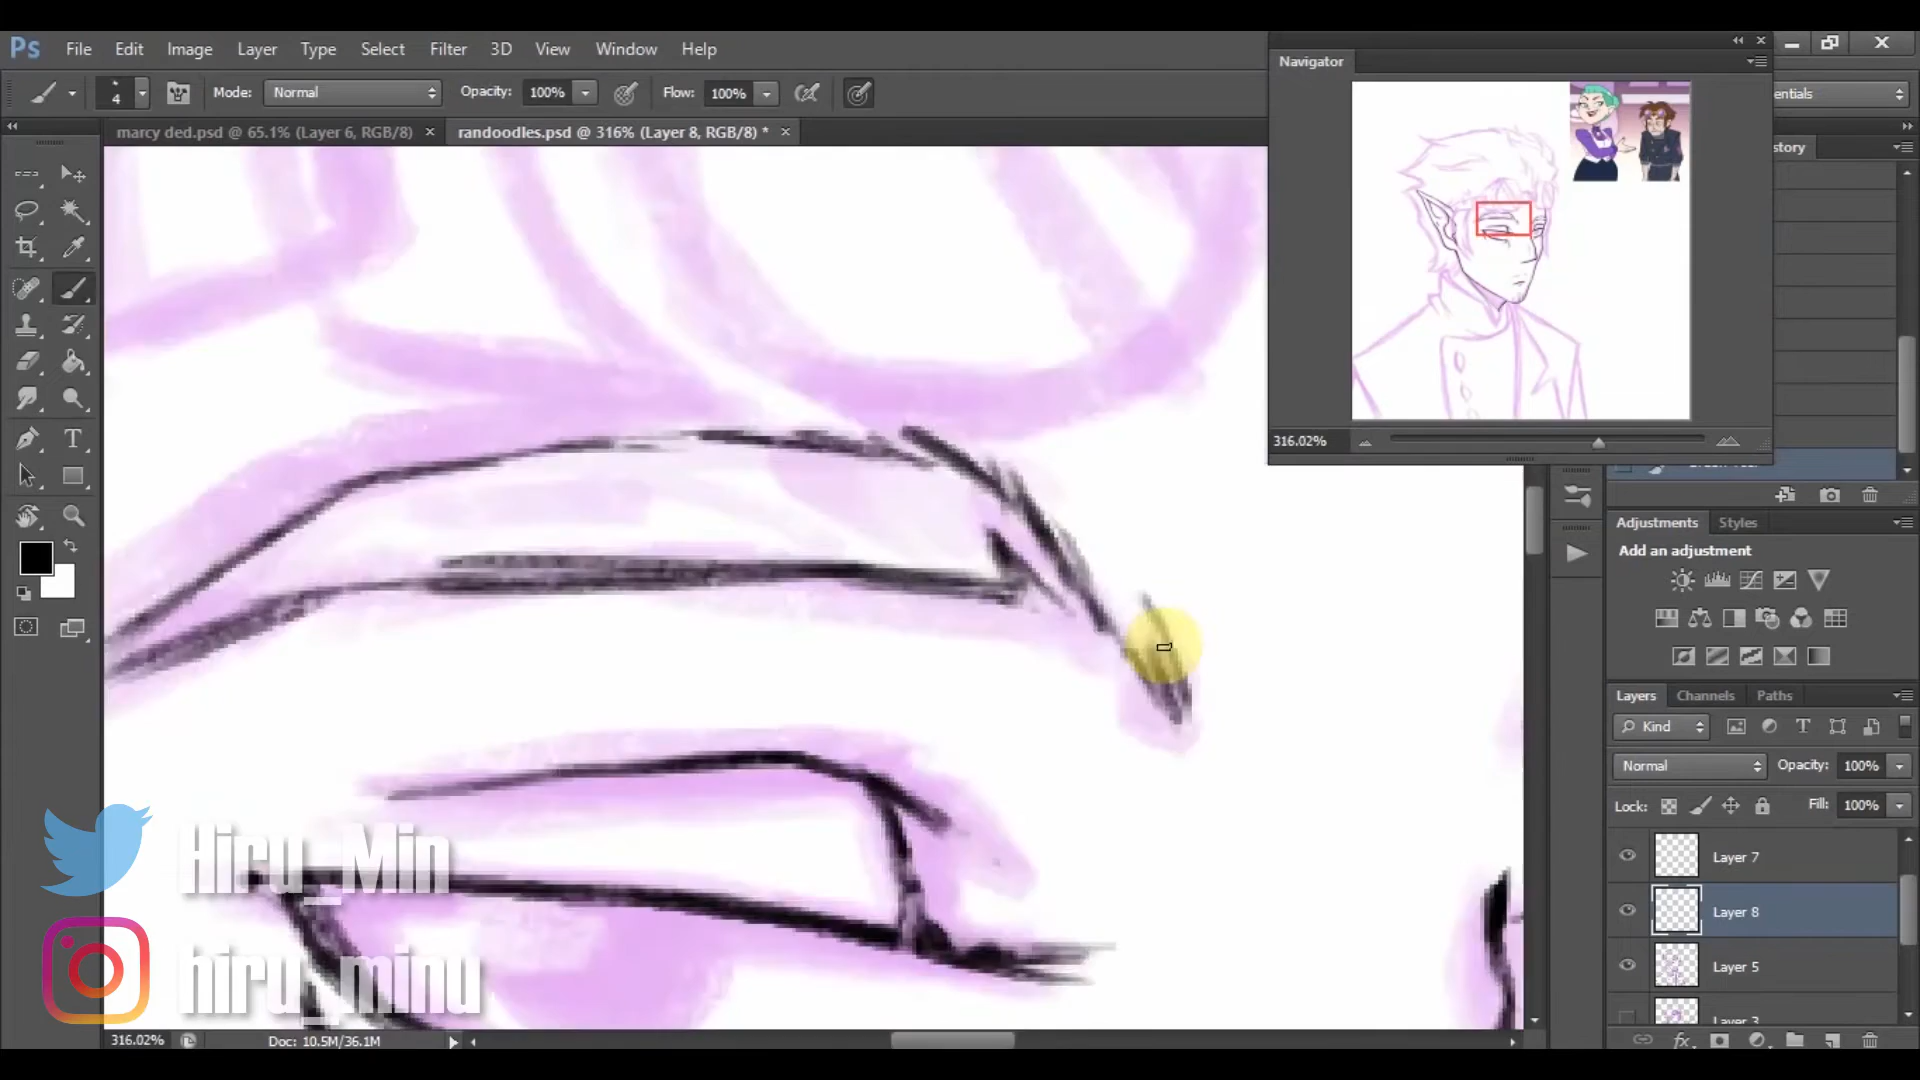 Ps File Edit Image Layer Type Select Filter 3D View Window Help
4 Mode: Normal Opacity: 100% Flow: 100%
entials
marcy ded.psd @ 65.1% (Layer 6, RGB/8) × randoodles.psd @ 316% (Layer 8, RGB/8) * ×
Navigator
316.02%
story
Adjustments Styles
Add an adjustment
Layers Channels Paths
Kind
Normal Opacity: 100%
Lock: Fill: 100%
Layer 7
Layer 8
Layer 5
Layer 3
Hiru_Min
hiru_minu
316.02% Doc: 10.5M/36.1M